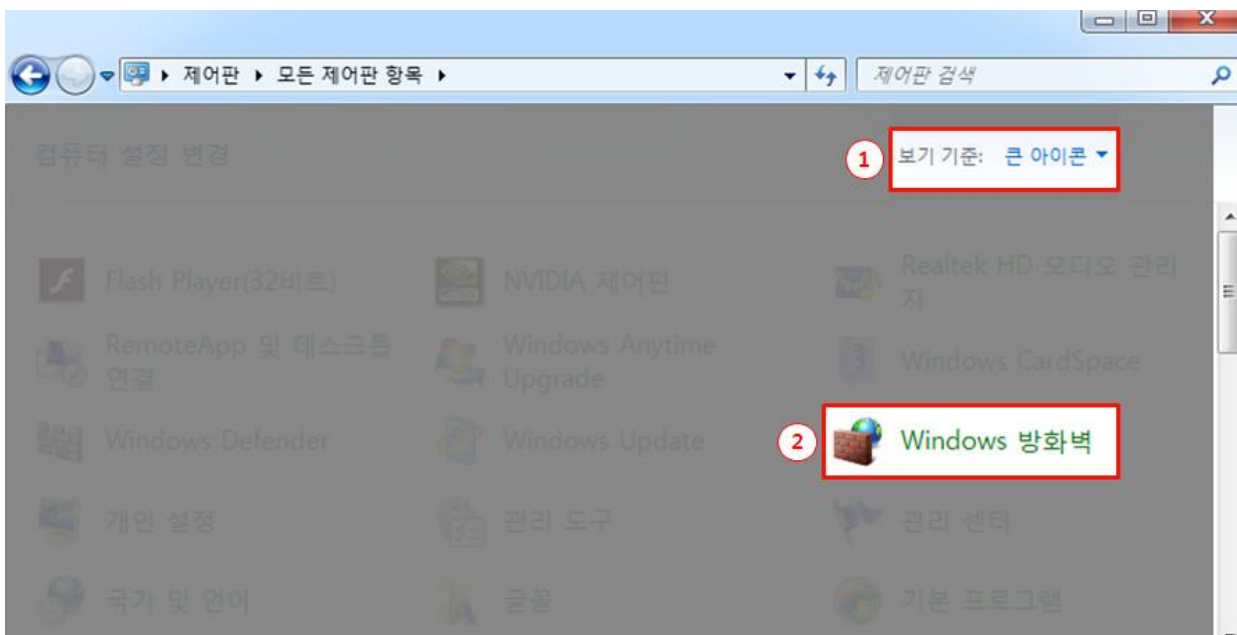 제어판 모든 제어판 항목
제어판 검색
컴퓨터 설정 변경
1 보기 기준: 큰 아이콘
Flash Player(32비트) NVIDIA 제어판 Realtek HD 오디오 관리
자
RemoteApp 및 데스크톱 Windows Anytime Windows CardSpace
연결 Upgrade
Windows Defender Windows Update 2 Windows 방화벽
개인 설정 관리 도구 관리 센터
국가 및 언어 글꼴 기본 프로그램